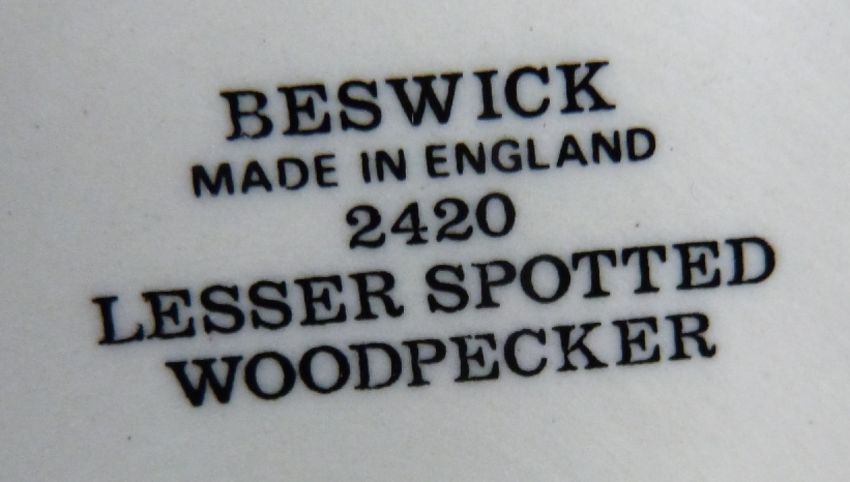 BESWICK
MADE IN ENGLAND
2420
LESSER SPOTTED
WOODPECKER